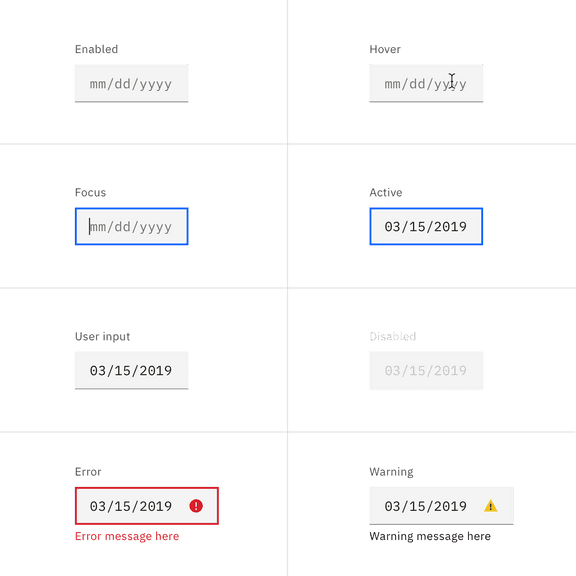 Enabled
Hover
mm/dd/yyyy
mm/dd/yyyy
Focus
Active
mm/dd/yyyy
03/15/2019
User input
Disabled
03/15/2019
03/15/2019
Error
Warning
03/15/2019
03/15/2019
Error message here
Warning message here